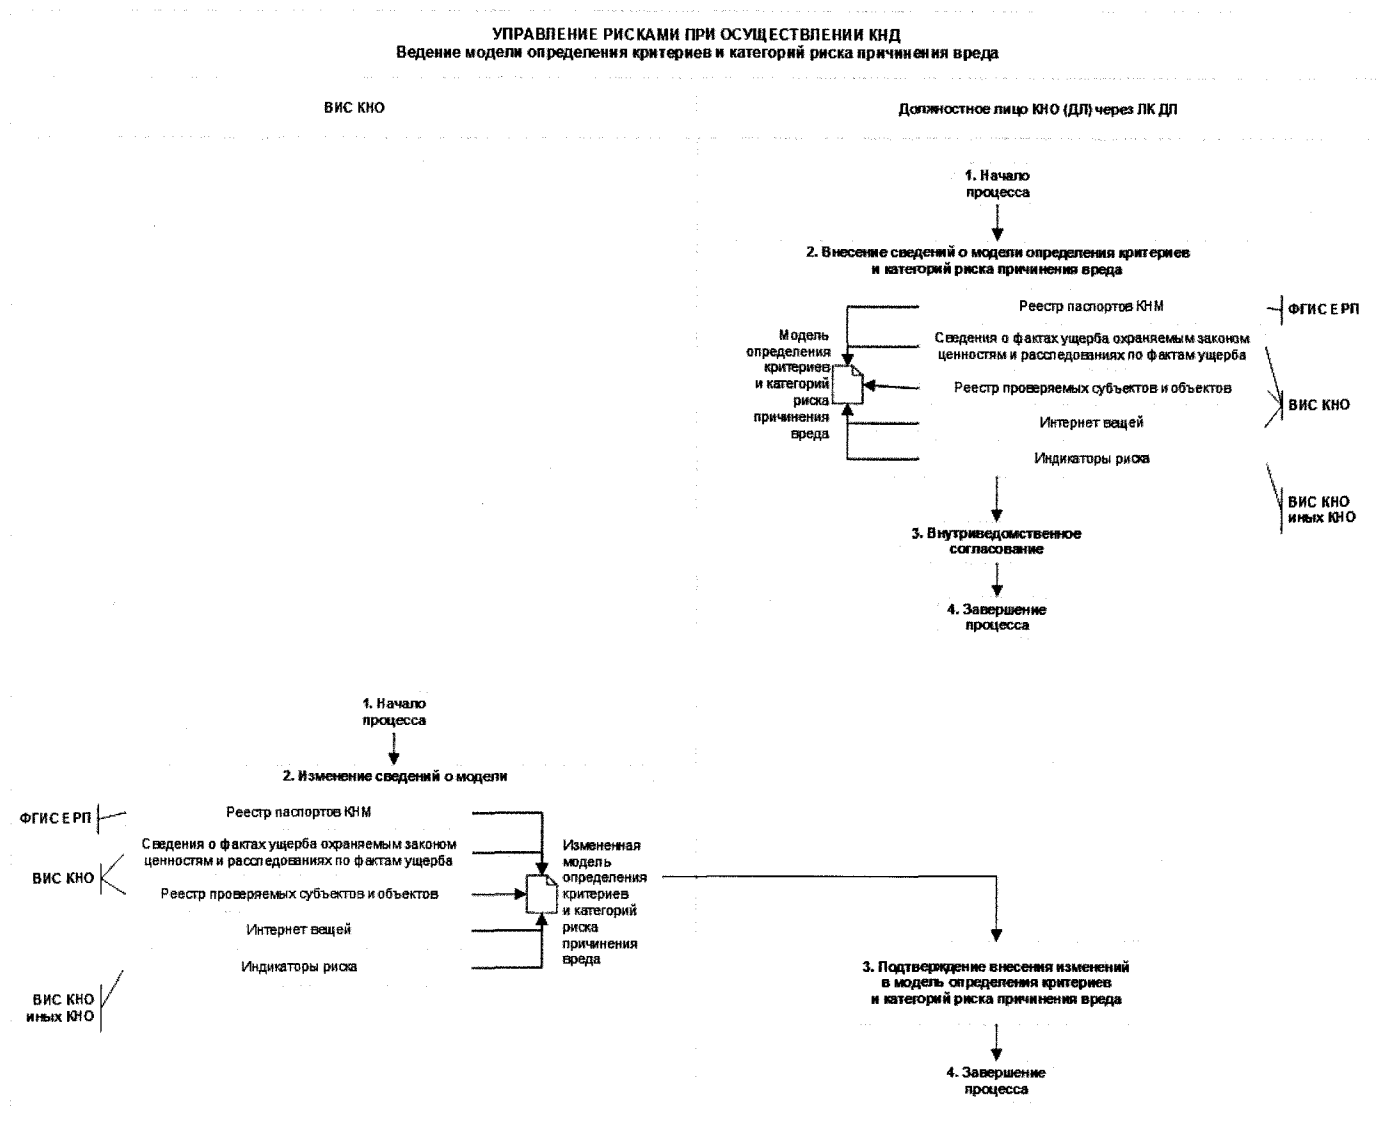 УПРАВЛЕНИЕ РИСКАМИ ПРИ ОСУЩЕСТВЛЕНИИ КНД
Ведение модели определения критериев и категорий риска причинения вреда
ВИС КНО
Должностное лицо КНО (ДЛ) через ЛК ДЛ
1. Начало
процесса
2. Внесение сведений о модели определения критериев
и категорий риска причинения вреда
Реестр паспортов КНМ
Сведения о фактах ущерба охраняемым законом
ценностям и расследованиях по фактам ущерба
Реестр проверяемых субъектов и объектов
Интернет вещей
Индикаторы риска
Модель
определения
критериев
и категорий
риска
причинения
вреда
ФГИС ЕРП
ВИС КНО
ВИС КНО
иных КНО
3. Внутриведомственное
согласование
4. Завершение
процесса
1. Начало
процесса
2. Изменение сведений о модели
ФГИС ЕРП
ВИС КНО
ВИС КНО
иных КНО
Реестр паспортов КНМ
Сведения о фактах ущерба охраняемым законом
ценностям и расследованиях по фактам ущерба
Реестр проверяемых субъектов и объектов
Интернет вещей
Индикаторы риска
Измененная
модель
определения
критериев
и категорий
риска
причинения
вреда
3. Подтверждение внесения изменений
в модель определения критериев
и категорий риска причинения вреда
4. Завершение
процесса